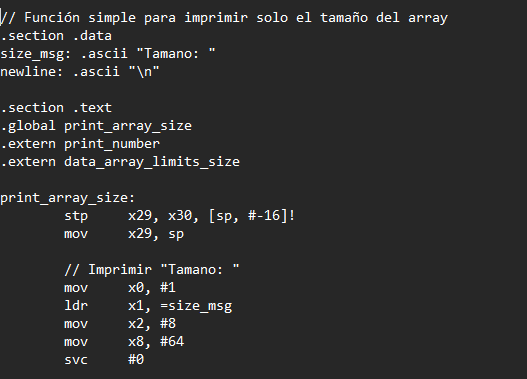 // Función simple para imprimir solo el tamaño del array
.section .data
size_msg: .ascii "Tamano: "
newline: .ascii "\n"
.section .text
.global print_array_size
.extern print_number
.extern data_array_limits_size
print_array_size:
stp x29, x30, [sp, #-16]!
mov x29, sp
// Imprimir "Tamano: "
mov x0, #1
ldr x1, =size_msg
mov x2, #8
mov x8, #64
svc #0